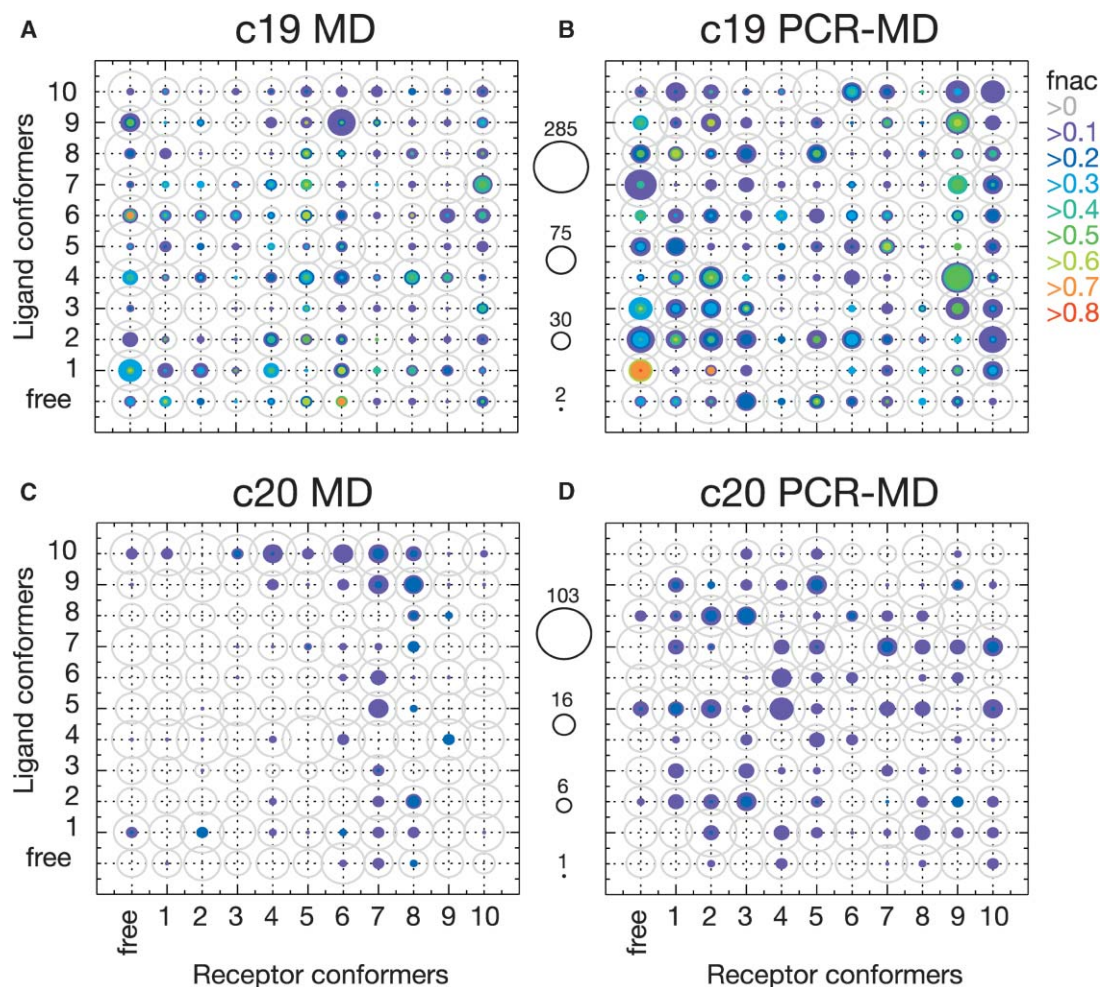 A
c19 MD
B
c19 PCR-MD
Ligand conformers
10
9
8
7
6
5
4
3
2
1
free
285
75
30
2
fnac
>0
>0.1
>0.2
>0.3
>0.4
>0.5
>0.6
>0.7
>0.8
C
c20 MD
D
c20 PCR-MD
Ligand conformers
10
9
8
7
6
5
4
3
2
1
free
103
16
6
1
free 1 2 3 4 5 6 7 8 9 10
Receptor conformers
free 1 2 3 4 5 6 7 8 9 10
Receptor conformers